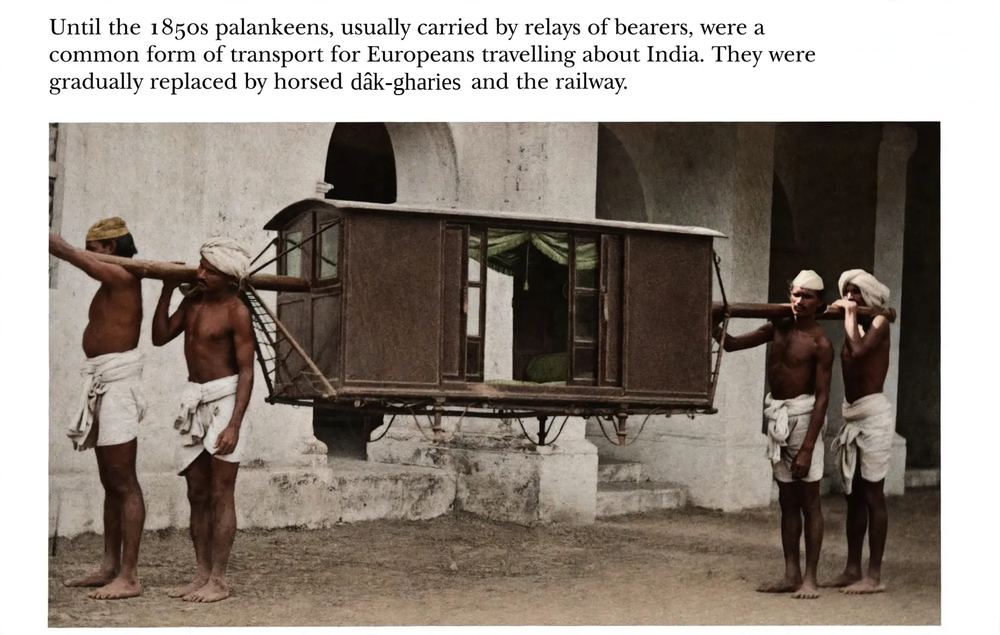 Until the 1850s palankeens, usually carried by relays of bearers, were a
common form of transport for Europeans travelling about India. They were
gradually replaced by horsed dâk-gharies and the railway.